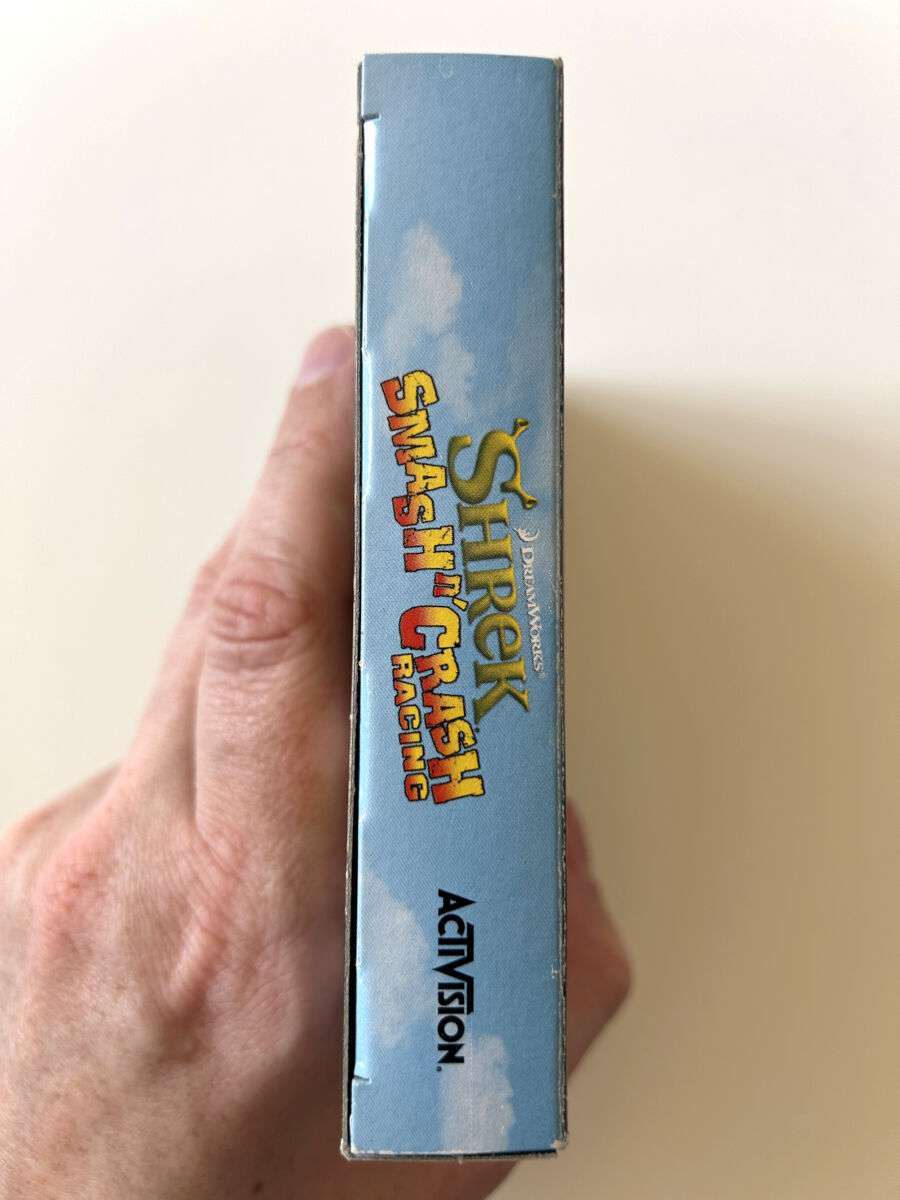 DREAMWORKS
SHREK
SMASH n' CRASH
RACING
ACTIVISION